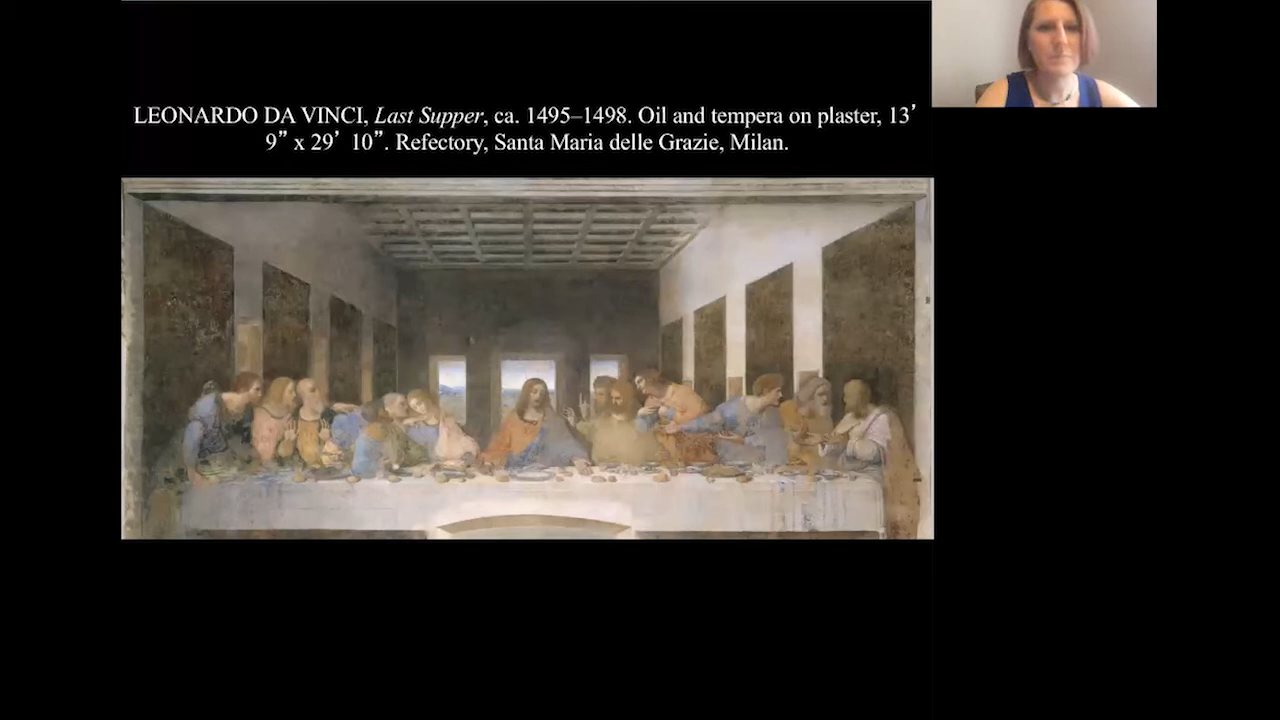 LEONARDO DA VINCI, Last Supper, ca. 1495–1498. Oil and tempera on plaster, 13’
9” x 29’ 10”. Refectory, Santa Maria delle Grazie, Milan.